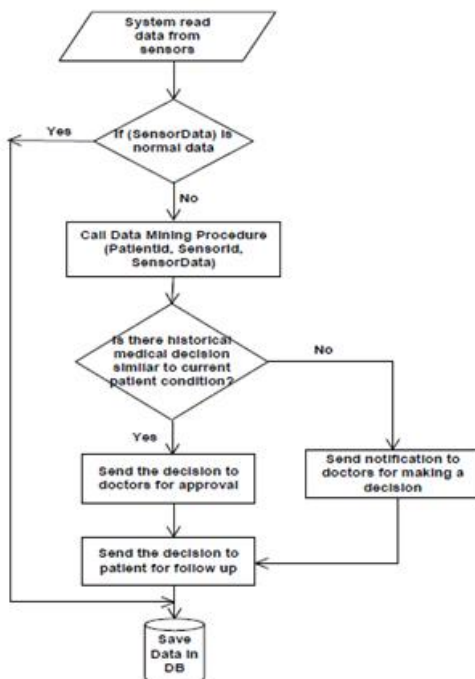 System read
data from
sensors
If (SensorData) is
normal data
Yes
No
Call Data Mining Procedure
(PatientId, SensorId,
SensorData)
Is there historical
medical decision
similar to current
patient condition?
No
Yes
Send the decision to
doctors for approval
Send notification to
doctors for making a
decision
Send the decision to
patient for follow up
Save
Data in
DB